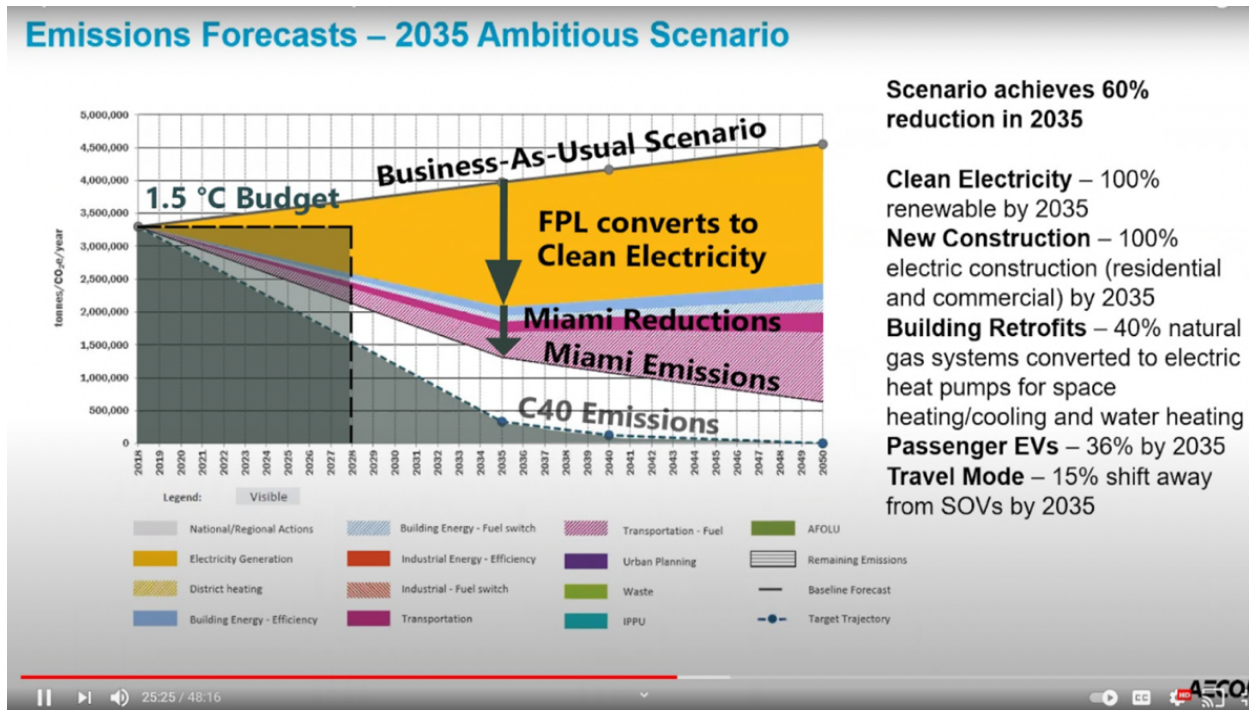 Emissions Forecasts – 2035 Ambitious Scenario
tonnes/CO₂e/year
5,000,000
4,500,000
4,000,000
3,500,000
3,000,000
2,500,000
2,000,000
1,500,000
1,000,000
500,000
0
Business-As-Usual Scenario
1.5 °C Budget
FPL converts to
Clean Electricity
Miami Reductions
Miami Emissions
C40 Emissions
2018 2019 2020 2021 2022 2023 2024 2025 2026 2027 2028 2029 2030 2031 2032 2033 2034 2035 2036 2037 2038 2039 2040 2041 2042 2043 2044 2045 2046 2047 2048 2049 2050
Legend:
Visible
National/Regional Actions
Electricity Generation
District heating
Building Energy - Efficiency
Building Energy - Fuel switch
Industrial Energy - Efficiency
Industrial - Fuel switch
Transportation
Transportation - Fuel
Urban Planning
Waste
IPPU
AFOLU
Remaining Emissions
Baseline Forecast
Target Trajectory
Scenario achieves 60%
reduction in 2035
Clean Electricity – 100%
renewable by 2035
New Construction – 100%
electric construction (residential
and commercial) by 2035
Building Retrofits – 40% natural
gas systems converted to electric
heat pumps for space
heating/cooling and water heating
Passenger EVs – 36% by 2035
Travel Mode – 15% shift away
from SOVs by 2035
25:25 / 48:16
CC
HD